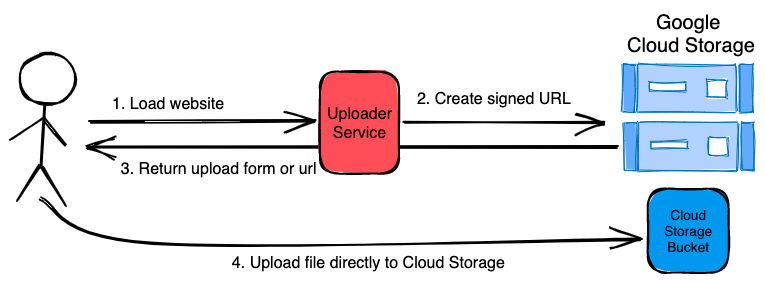 Google
Cloud Storage
1. Load website
2. Create signed URL
Uploader
Service
3. Return upload form or url
Cloud
Storage
Bucket
4. Upload file directly to Cloud Storage